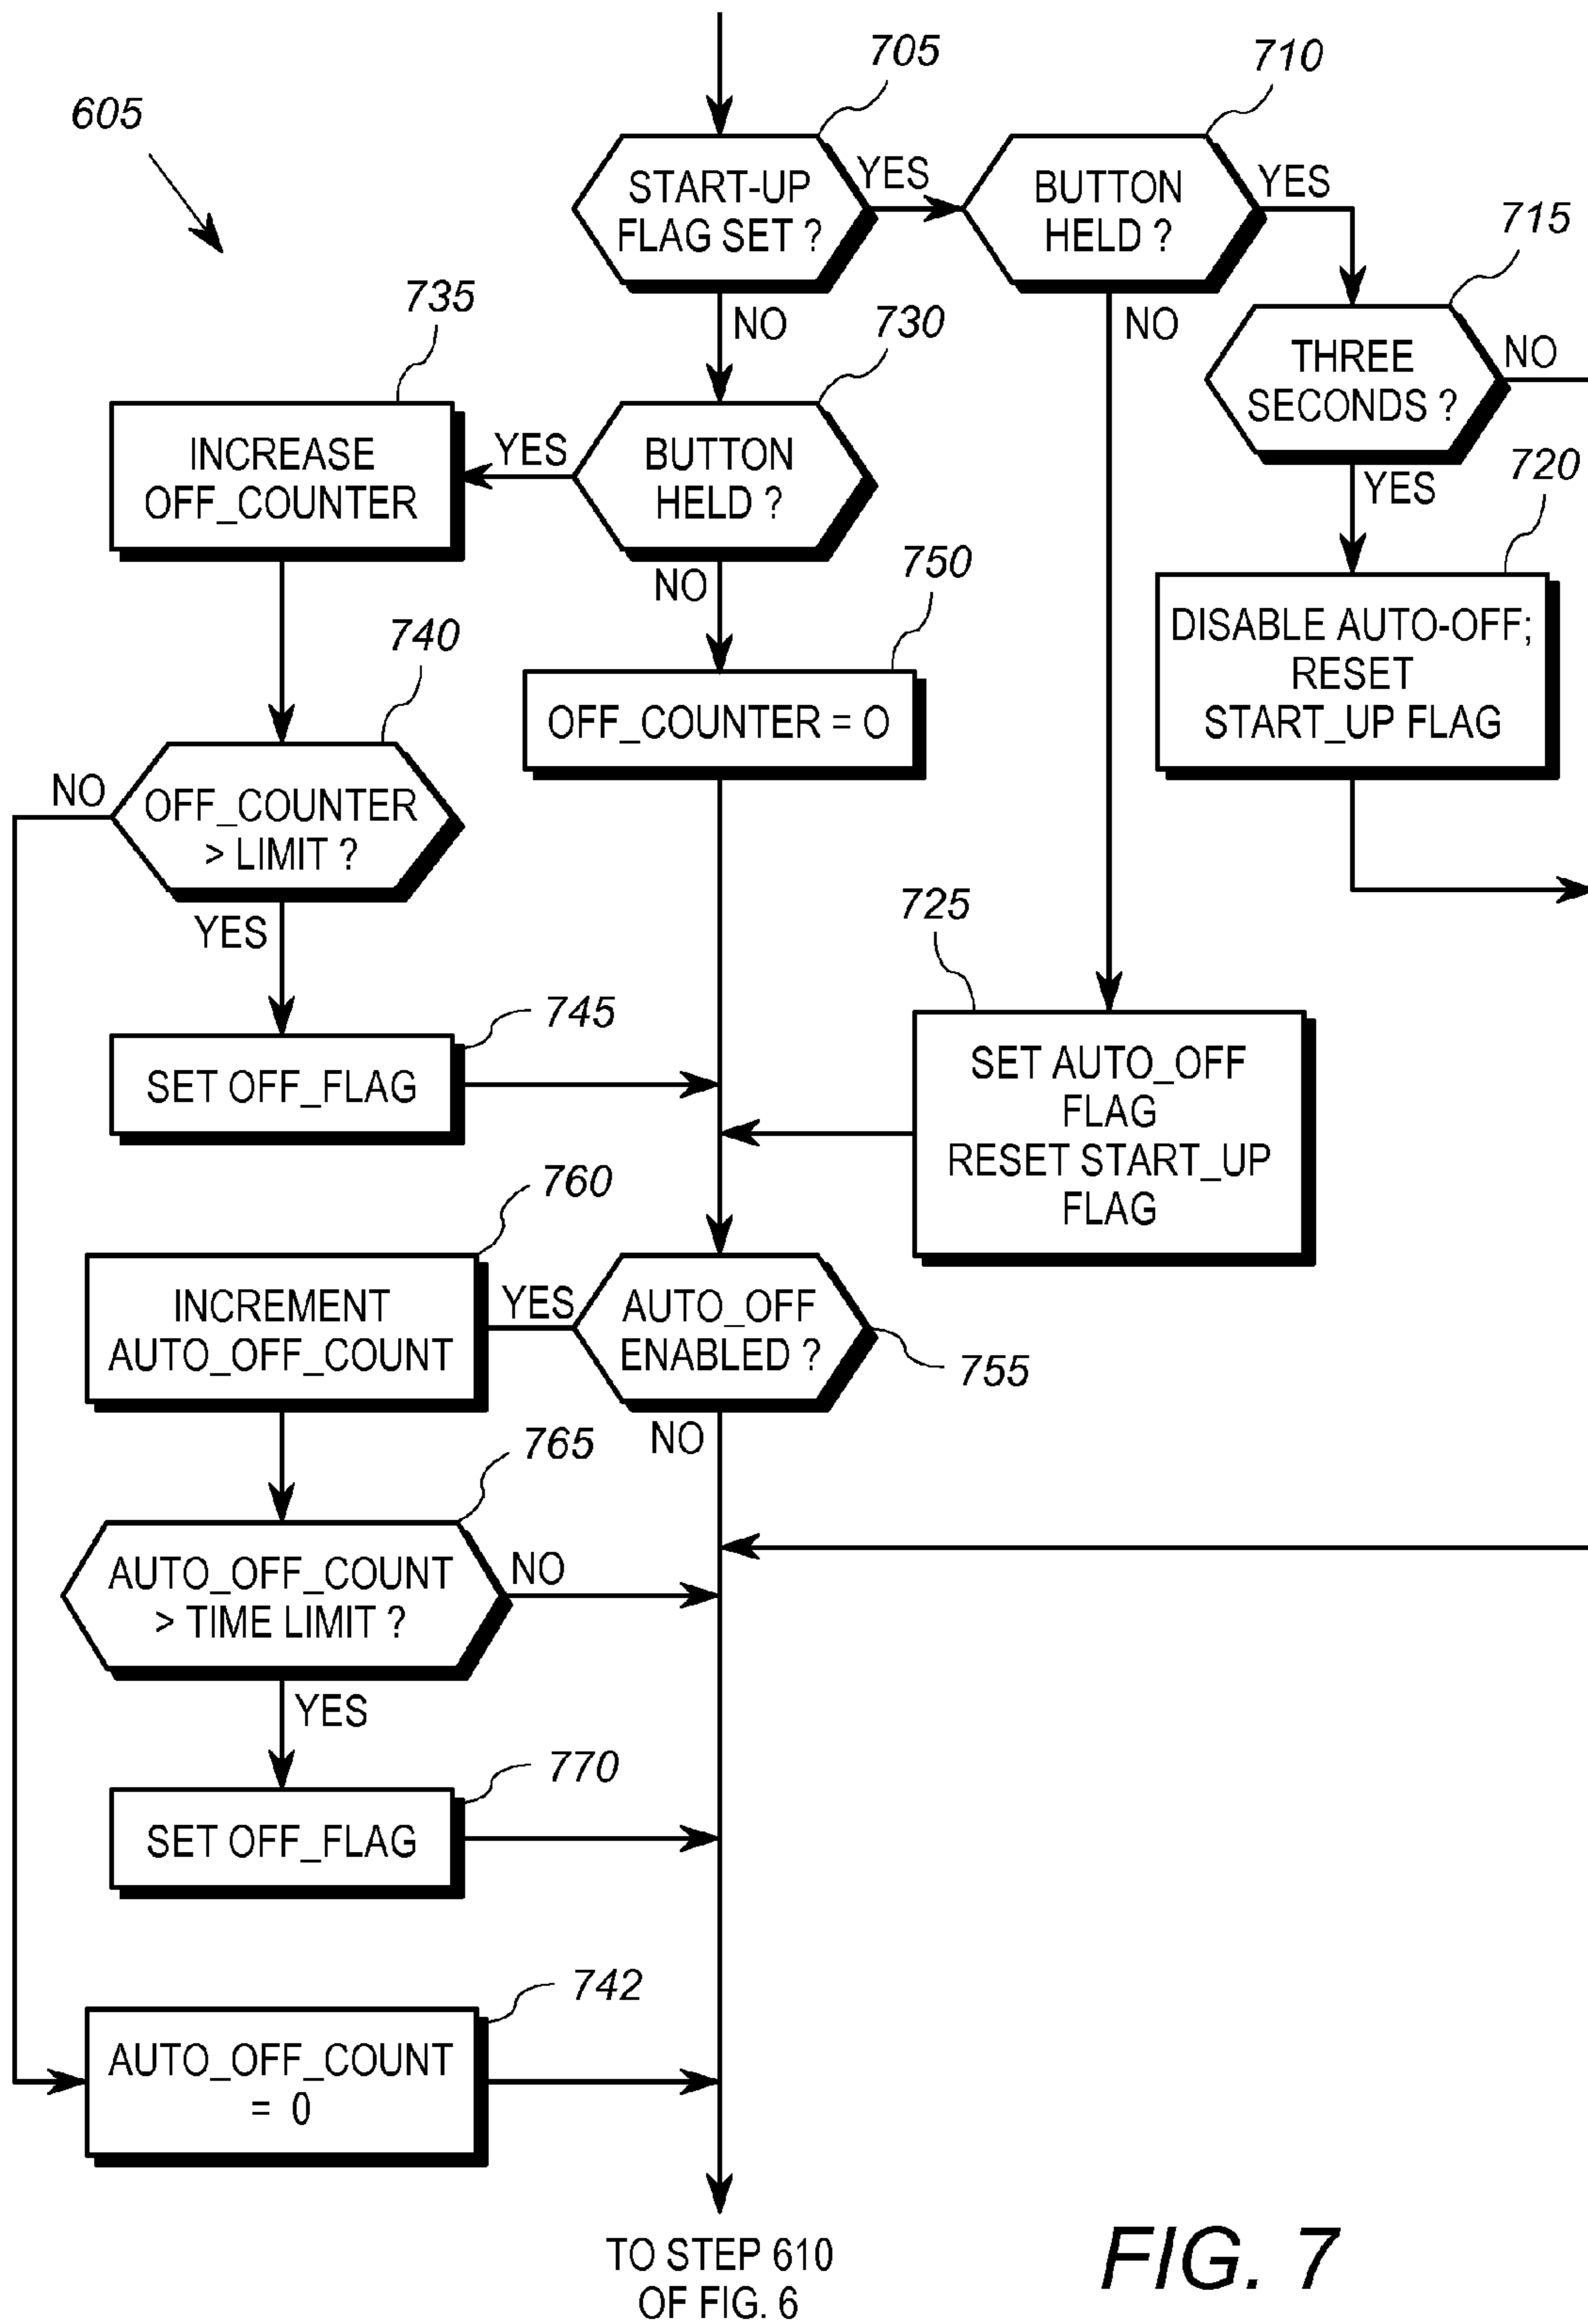 605
705
710
START-UP
FLAG SET ?
YES
BUTTON
HELD ?
YES
715
NO
NO
THREE
SECONDS ?
NO
735
730
INCREASE
OFF_COUNTER
YES
BUTTON
HELD ?
NO
YES
720
DISABLE AUTO-OFF;
RESET
START_UP FLAG
750
OFF_COUNTER = O
740
NO
OFF_COUNTER
> LIMIT ?
YES
725
SET AUTO_OFF
FLAG
RESET START_UP
FLAG
745
SET OFF_FLAG
760
INCREMENT
AUTO_OFF_COUNT
YES
AUTO_OFF
ENABLED ?
755
NO
765
AUTO_OFF_COUNT
> TIME LIMIT ?
NO
YES
770
SET OFF_FLAG
742
AUTO_OFF_COUNT
= 0
TO STEP 610
OF FIG. 6
FIG. 7